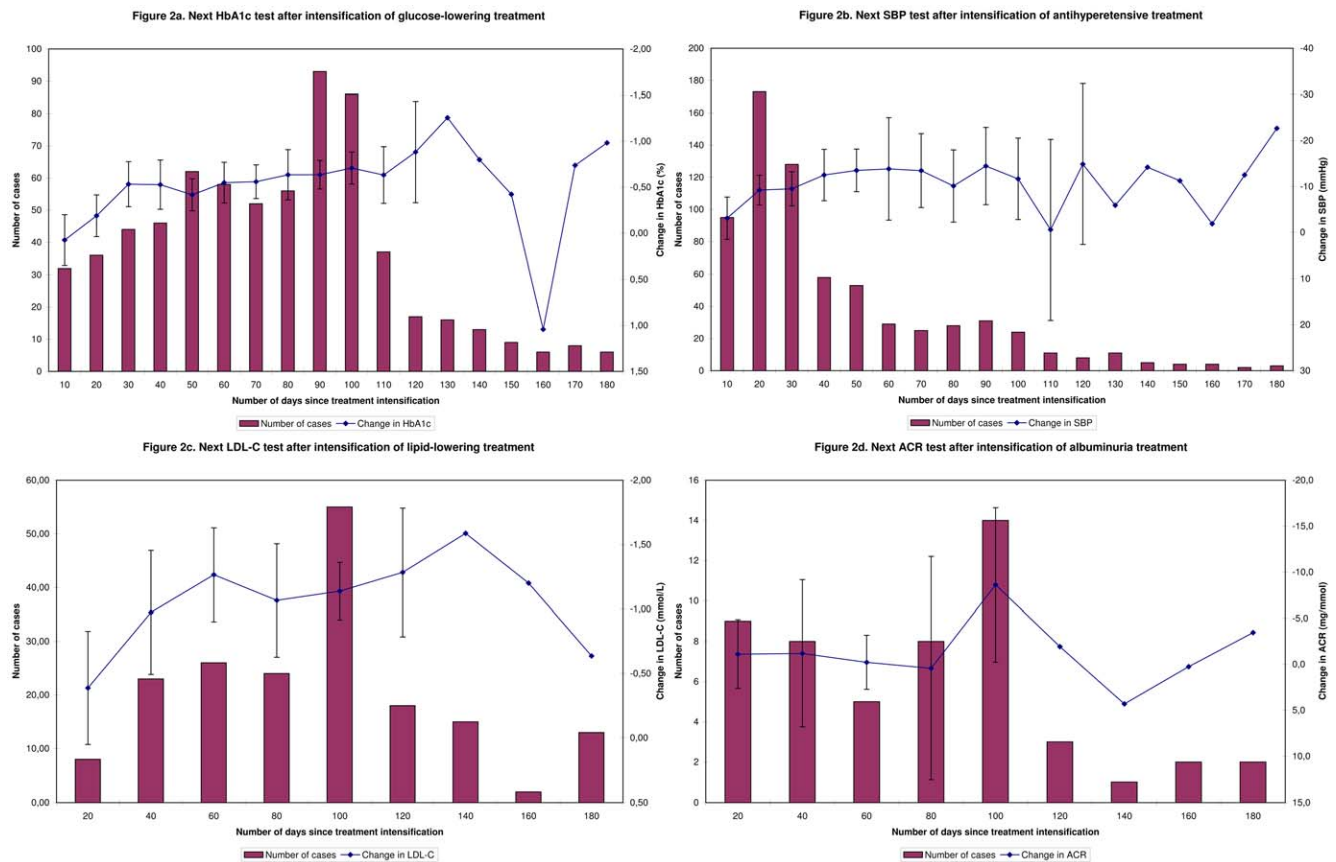 Figure 2a. Next HbA1c test after intensification of glucose-lowering treatment
100
90
80
70
60
50
40
30
20
10
0
Number of cases
-2,00
-1,50
-1,00
-0,50
0,00
0,50
1,00
1,50
Change in HbA1c (%)
10 20 30 40 50 60 70 80 90 100 110 120 130 140 150 160 170 180
Number of days since treatment intensification
Number of cases Change in HbA1c
Figure 2b. Next SBP test after intensification of antihyperetensive treatment
200
180
160
140
120
100
80
60
40
20
0
Number of cases
-40
-30
-20
-10
0
10
20
30
Change in SBP (mmHg)
10 20 30 40 50 60 70 80 90 100 110 120 130 140 150 160 170 180
Number of days since treatment intensification
Number of cases Change in SBP
Figure 2c. Next LDL-C test after intensification of lipid-lowering treatment
60,00
50,00
40,00
30,00
20,00
10,00
0,00
Number of cases
-2,00
-1,50
-1,00
-0,50
0,00
0,50
Change in LDL-C (mmol/L)
20 40 60 80 100 120 140 160 180
Number of days since treatment intensification
Number of cases Change in LDL-C
Figure 2d. Next ACR test after intensification of albuminuria treatment
16
14
12
10
8
6
4
2
0
Number of cases
-20,0
-15,0
-10,0
-5,0
0,0
5,0
10,0
15,0
Change in ACR (mg/mmol)
20 40 60 80 100 120 140 160 180
Number of days since treatment intensification
Number of cases Change in ACR